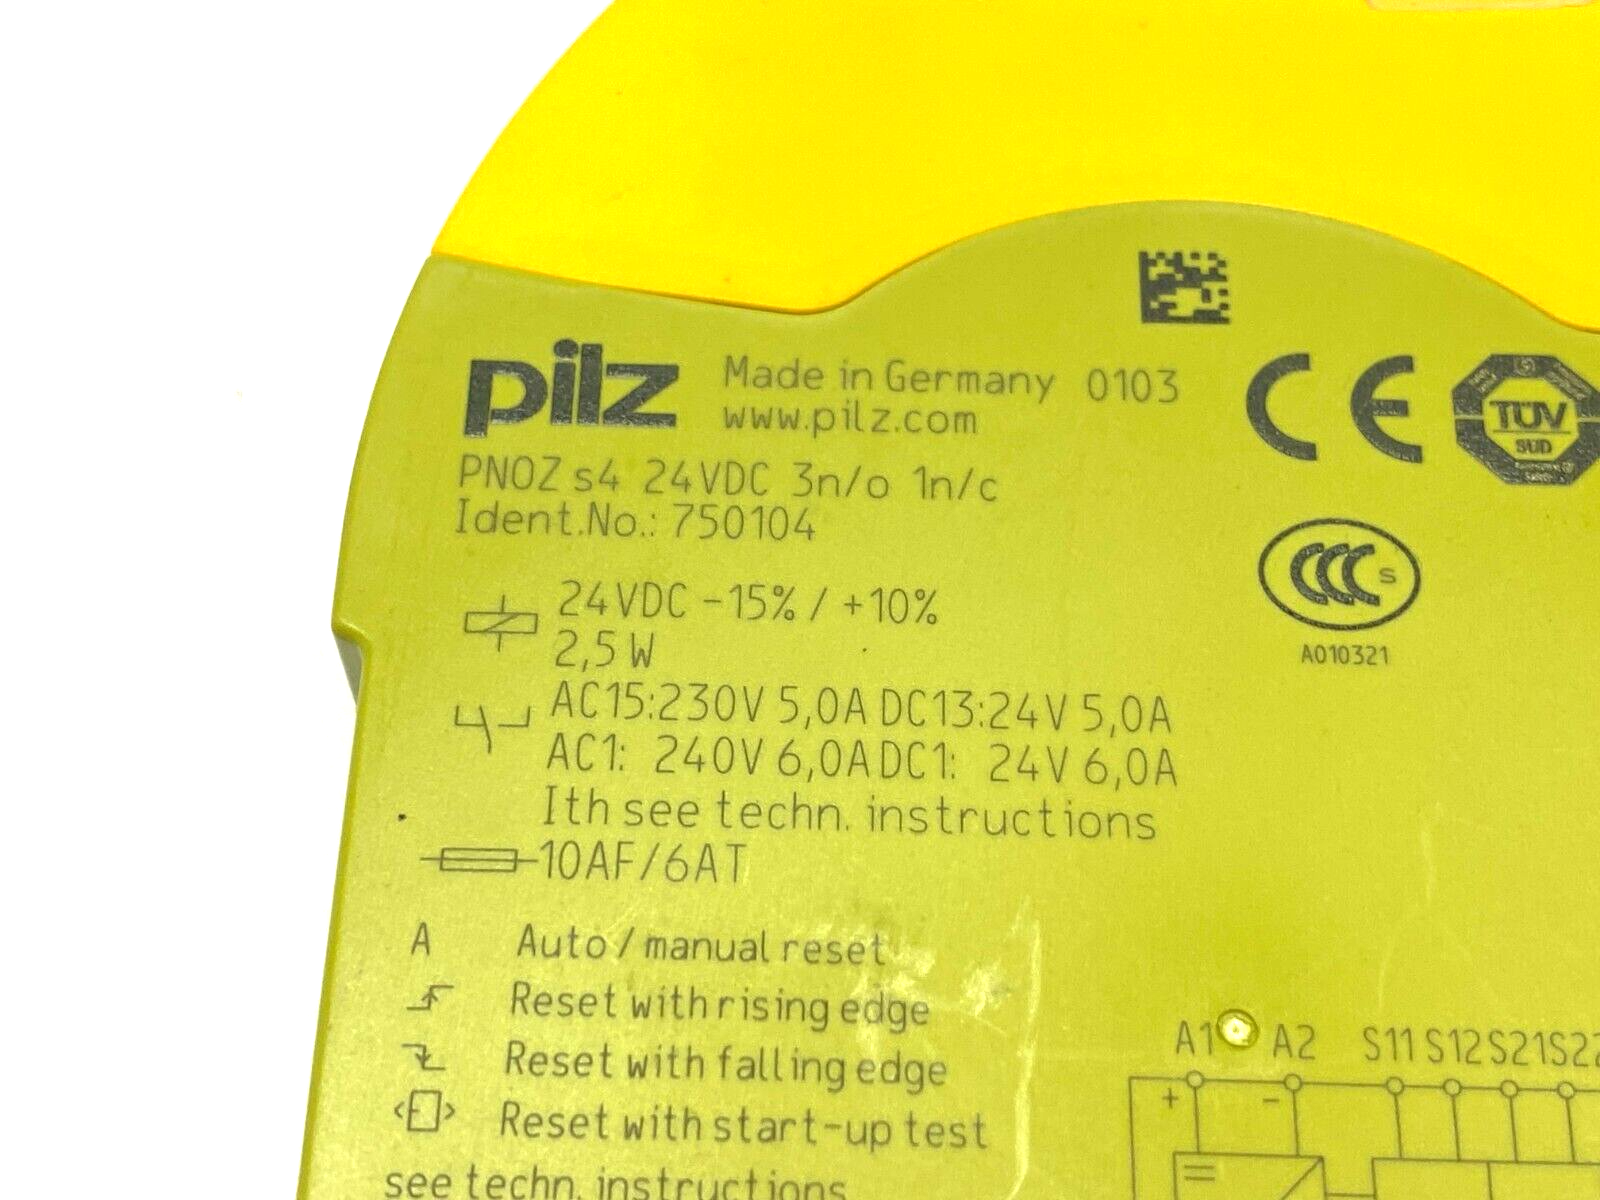 pilz Made in Germany 0103
www.pilz.com
CE
TÜV
SÜD
PNOZ s4 24VDC 3n/o 1n/c
Ident.No.: 750104
CCC S
A010321
24VDC -15% / +10%
2,5 W
AC15:230V 5,0A DC13:24V 5,0A
AC1: 240V 6,0A DC1: 24V 6,0A
Ith see techn. instructions
10AF/6AT
A Auto / manual reset
Reset with rising edge
Reset with falling edge
Reset with start-up test
see techn. instructions
A1 A2 S11 S12 S21 S22
+ -